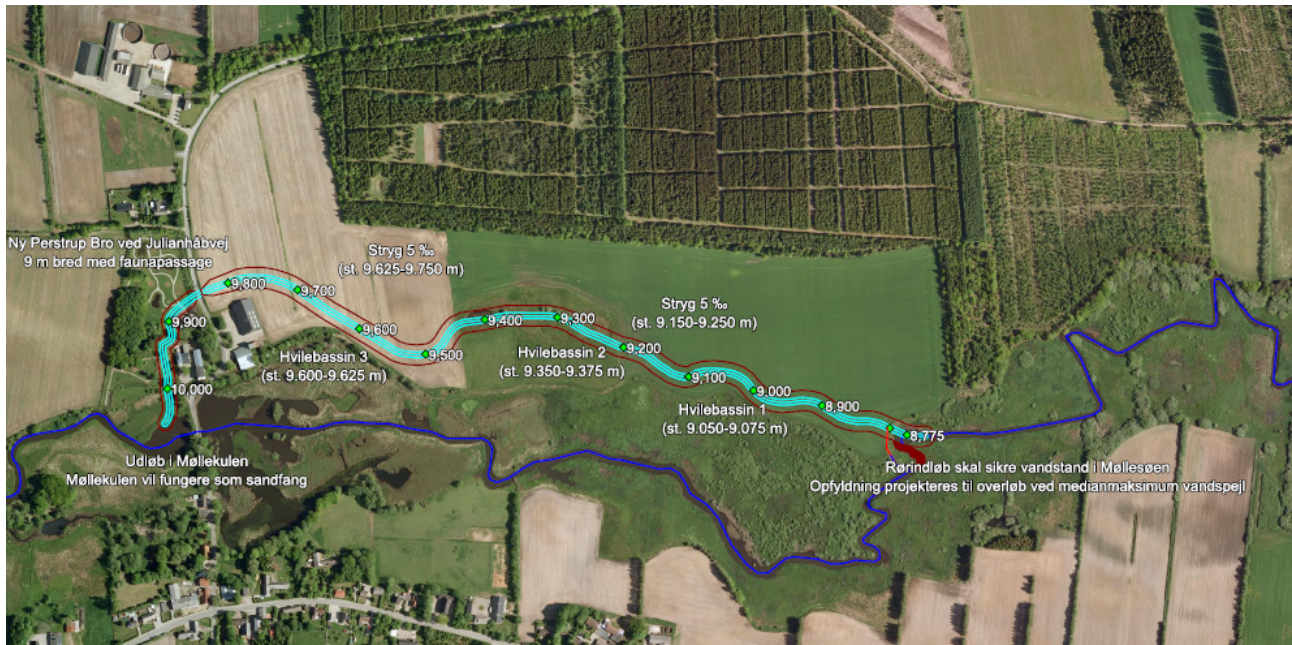 Ny Perstrup Bro ved Julianhåbvej
9 m bred med faunapassage
Stryg 5 ‰
(st. 9.625-9.750 m)
9,800
9,700
9,900
9,600
10,000
Hvilebassin 3
(st. 9.600-9.625 m)
9,500
9,400
9,300
Stryg 5 ‰
(st. 9.150-9.250 m)
Hvilebassin 2
(st. 9.350-9.375 m)
9,200
9,100
9,000
8,900
Hvilebassin 1
(st. 9.050-9.075 m)
8,775
Udløb i Møllekulen
Møllekulen vil fungere som sandfang
Rørindløb skal sikre vandstand i Møllesøen
Opfyldning projekteres til overløb ved medianmaksimum vandspejl